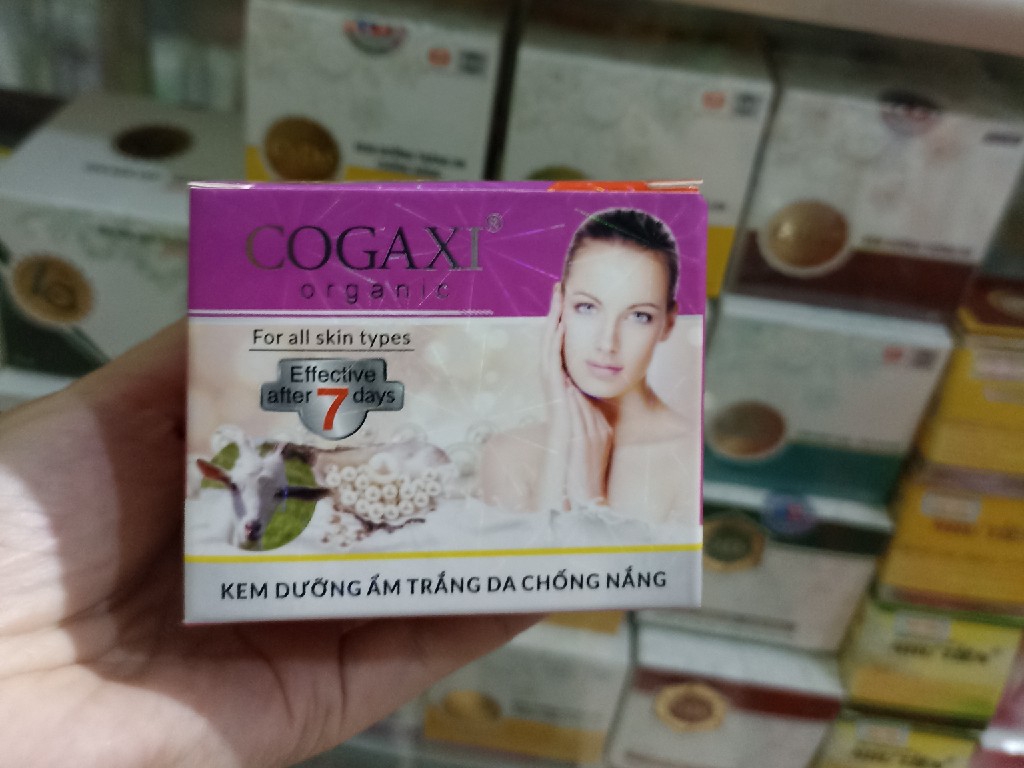 COGAXI®
organic
For all skin types
Effective
after 7 days
KEM DƯỠNG ẨM TRẮNG DA CHỐNG NẮNG